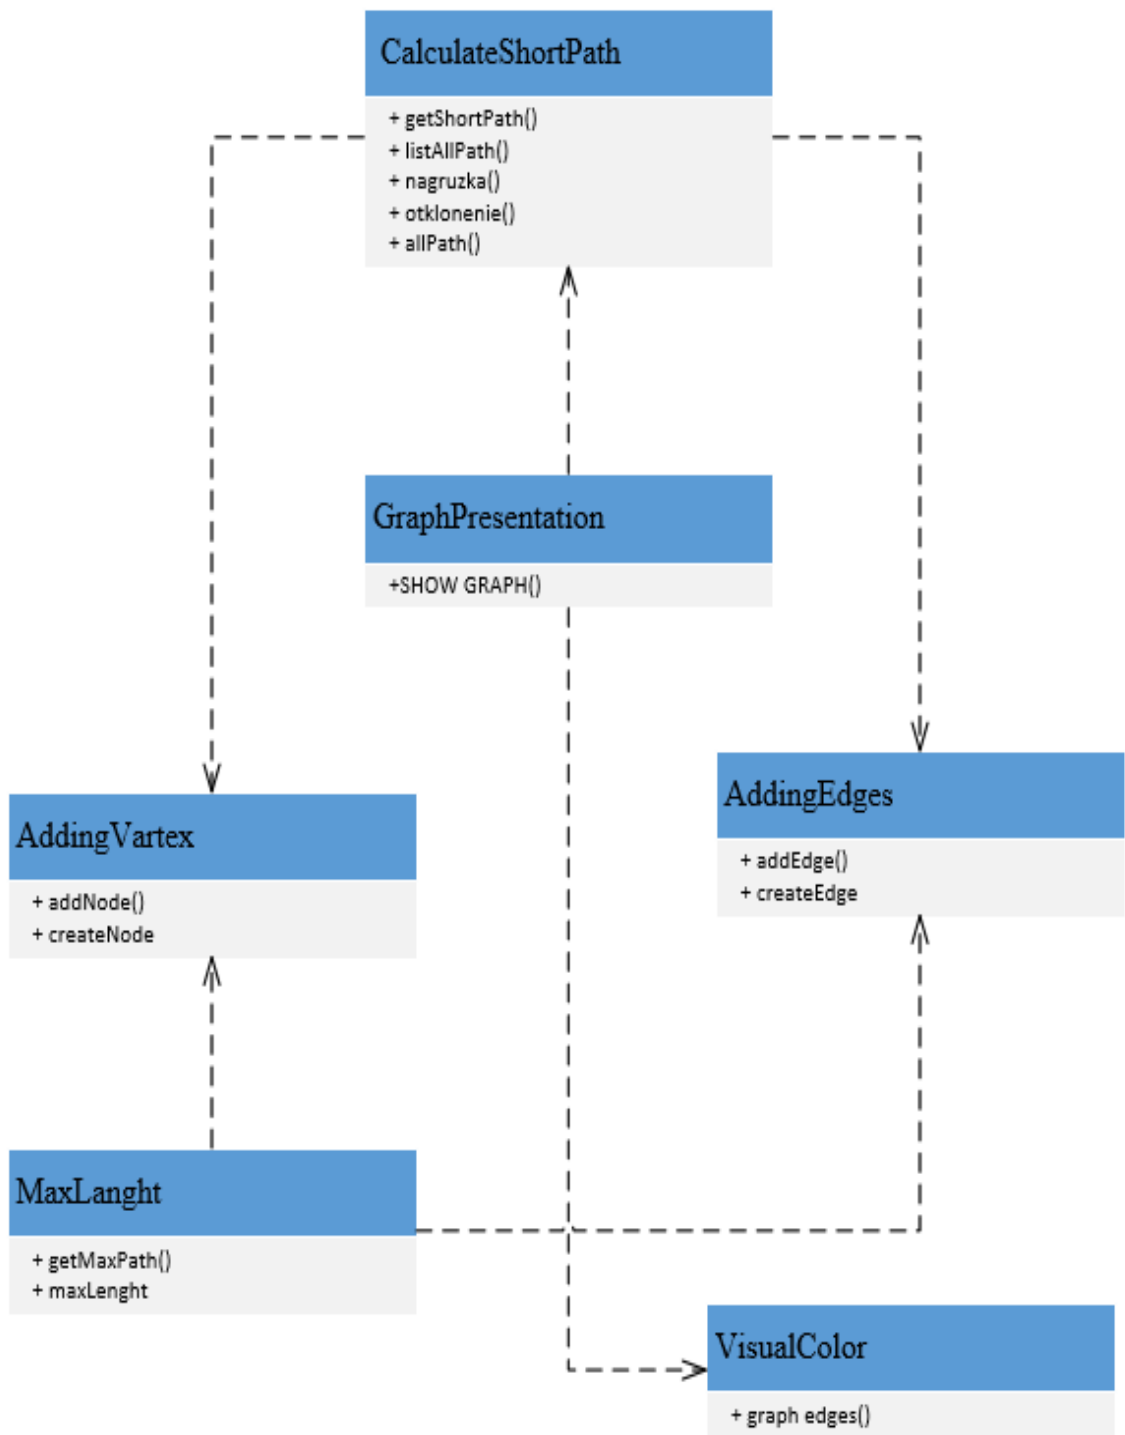 CalculateShortPath
+ getShortPath()
+ listAllPath()
+ nagruzka()
+ otklonenie()
+ allPath()
GraphPresentation
+SHOW GRAPH()
AddingEdges
+ addEdge()
+ createEdge
AddingVartex
+ addNode()
+ createNode
MaxLanght
+ getMaxPath()
+ maxLenght
VisualColor
+ graph edges()